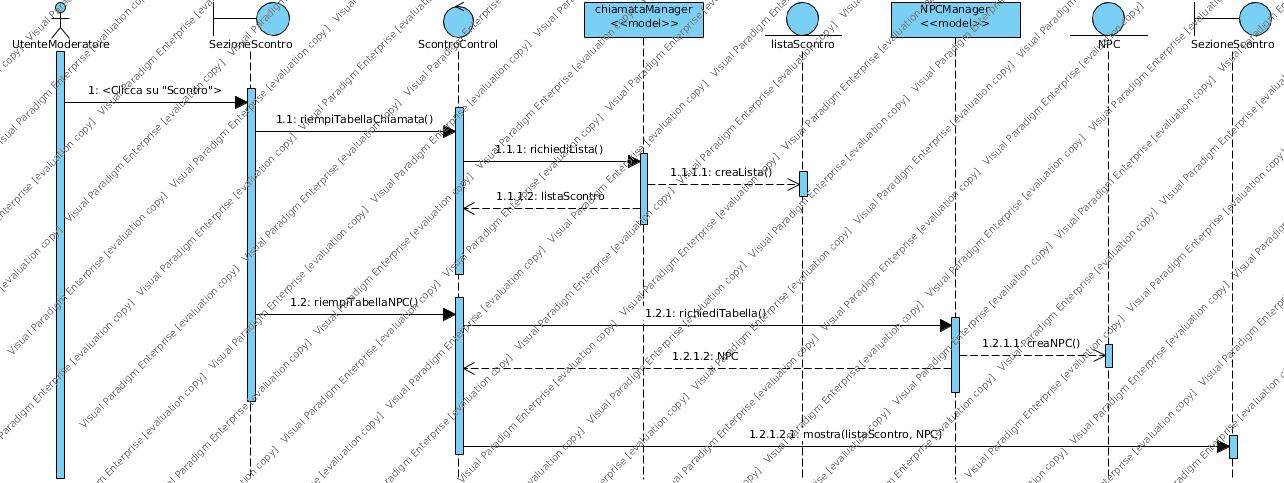 chiamataManager
<<model>>
NPCManager
<<model>>
UtenteModeratore
SezioneScontro
ScontroControl
listaScontro
NPC
SezioneScontro
1: <Clicca su "Scontro">
1.1: riempiTabellaChiamata()
1.1.1: richiediLista()
1.1.1.1: creaLista()
1.1.1.2: listaScontro
1.2: riempiTabellaNPC()
1.2.1: richiediTabella()
1.2.1.1: creaNPC()
1.2.1.2: NPC
1.2.1.2.1: mostra(listaScontro, NPC)
Visual Paradigm Enterprise [evaluation copy]